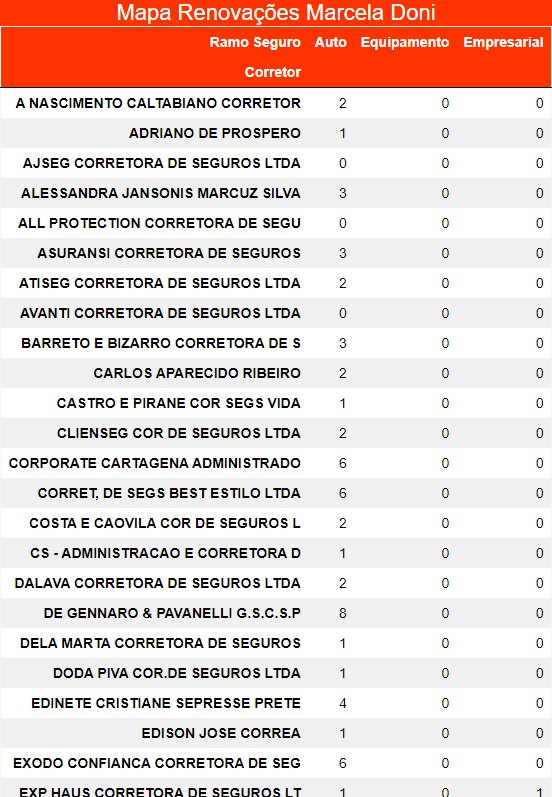 Mapa Renovações Marcela Doni
Ramo Seguro Auto Equipamento Empresarial
Corretor
A NASCIMENTO CALTABIANO CORRETOR 2 0 0
ADRIANO DE PROSPERO 1 0 0
AJSEG CORRETORA DE SEGUROS LTDA 0 0 0
ALESSANDRA JANSONIS MARCUZ SILVA 3 0 0
ALL PROTECTION CORRETORA DE SEGU 0 0 0
ASURANSI CORRETORA DE SEGUROS 3 0 0
ATISEG CORRETORA DE SEGUROS LTDA 2 0 0
AVANTI CORRETORA DE SEGUROS LTDA 0 0 0
BARRETO E BIZARRO CORRETORA DE S 3 0 0
CARLOS APARECIDO RIBEIRO 2 0 0
CASTRO E PIRANE COR SEGS VIDA 1 0 0
CLIENSEG COR DE SEGUROS LTDA 2 0 0
CORPORATE CARTAGENA ADMINISTRADO 6 0 0
CORRET, DE SEGS BEST ESTILO LTDA 6 0 0
COSTA E CAOVILA COR DE SEGUROS L 2 0 0
CS - ADMINISTRACAO E CORRETORA D 1 0 0
DALAVA CORRETORA DE SEGUROS LTDA 2 0 0
DE GENNARO & PAVANELLI G.S.C.S.P 8 0 0
DELA MARTA CORRETORA DE SEGUROS 1 0 0
DODA PIVA COR.DE SEGUROS LTDA 1 0 0
EDINETE CRISTIANE SEPRESSE PRETE 4 0 0
EDISON JOSE CORREA 1 0 0
EXODO CONFIANCA CORRETORA DE SEG 6 0 0
EXP HAUS CORRETORA DE SEGUROS LT 1 0 1